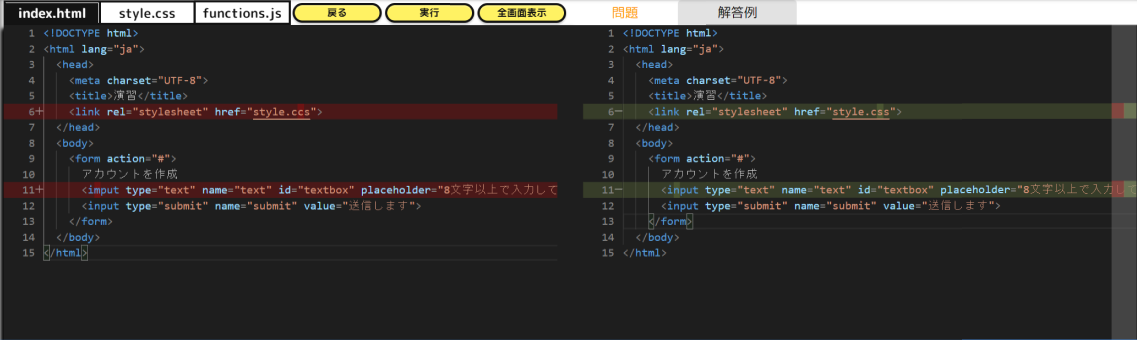 index.html style.css functions.js 戻る 実行 全画面表示 問題 解答例
1 <!DOCTYPE html>
2 <html lang="ja">
3 <head>
4 <meta charset="UTF-8">
5 <title>演習</title>
6+ <link rel="stylesheet" href="style.ccs">
7 </head>
8 <body>
9 <form action="#">
10 アカウントを作成
11+ <imput type="text" name="text" id="textbox" placeholder="8文字以上で入力して
12 <input type="submit" name="submit" value="送信します">
13 </form>
14 </body>
15 </html>
1 <!DOCTYPE html>
2 <html lang="ja">
3 <head>
4 <meta charset="UTF-8">
5 <title>演習</title>
6− <link rel="stylesheet" href="style.css">
7 </head>
8 <body>
9 <form action="#">
10 アカウントを作成
11− <input type="text" name="text" id="textbox" placeholder="8文字以上で入力して
12 <input type="submit" name="submit" value="送信します">
13 </form>
14 </body>
15 </html>